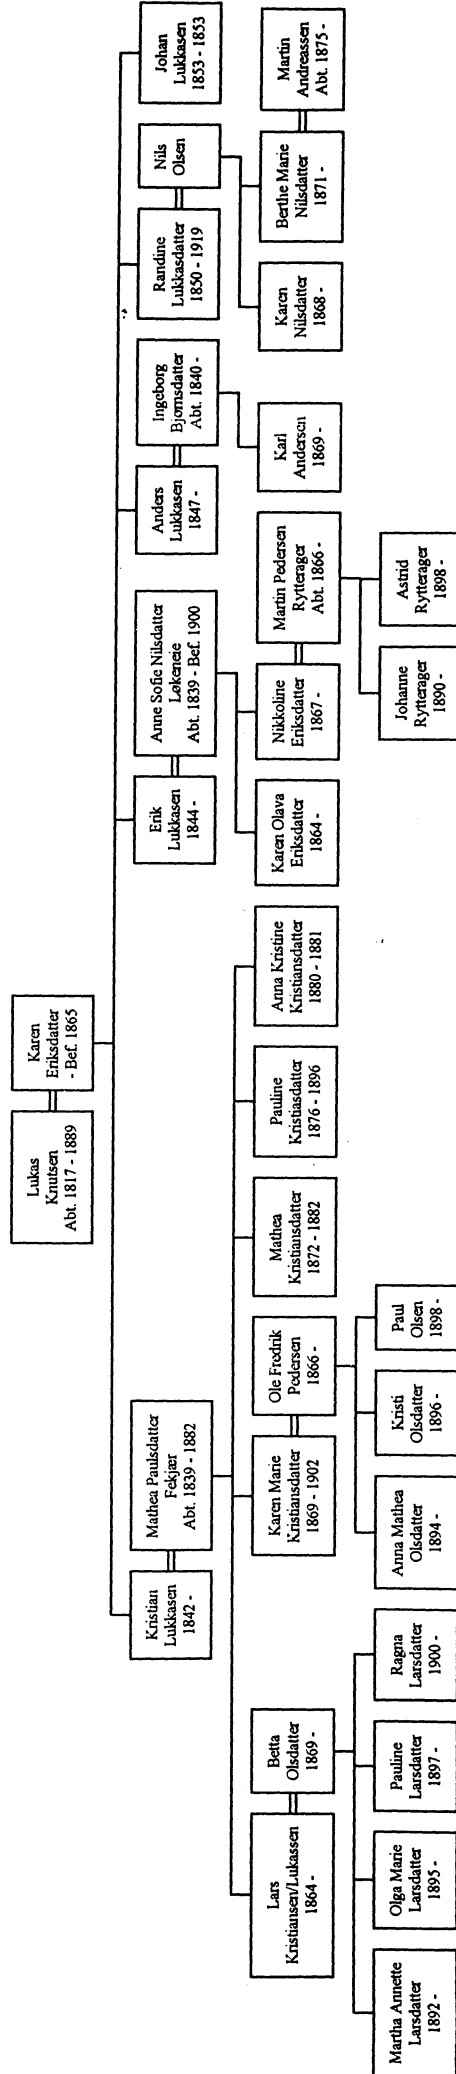 Lukas
Knutsen
Abt. 1817 - 1889
Karen
Eriksdatter
- Bef. 1865
Kristian
Lukkasen
1842 -
Mathea Paulsdatter
Fekjær
Abt. 1839 - 1882
Erik
Lukkasen
1844 -
Anne Sofie Nilsdatter
Løkeneie
Abt. 1839 - Bef. 1900
Anders
Lukkasen
1847 -
Ingeborg
Bjørnsdatter
Abt. 1840 -
Randine
Lukkasdatter
1850 - 1919
Nils
Olsen
Johan
Lukkasen
1853 - 1853
Lars
Kristiansen/Lukassen
1864 -
Betta
Olsdatter
1869 -
Karen Marie
Kristiansdatter
1869 - 1902
Ole Fredrik
Pedersen
1866 -
Mathea
Kristiansdatter
1872 - 1882
Pauline
Kristiasdatter
1876 - 1896
Anna Kristine
Kristiansdatter
1880 - 1881
Karen Olava
Eriksdatter
1864 -
Nikkoline
Eriksdatter
1867 -
Martin Pedersen
Rytterager
Abt. 1866 -
Karl
Andersen
1869 -
Karen
Nilsdatter
1868 -
Berthe Marie
Nilsdatter
1871 -
Martin
Andreassen
Abt. 1875 -
Martha Annette
Larsdatter
1892 -
Olga Marie
Larsdatter
1895 -
Pauline
Larsdatter
1897 -
Ragna
Larsdatter
1900 -
Anna Mathea
Olsdatter
1894 -
Kristi
Olsdatter
1896 -
Paul
Olsen
1898 -
Johanne
Rytterager
1890 -
Astrid
Rytterager
1898 -